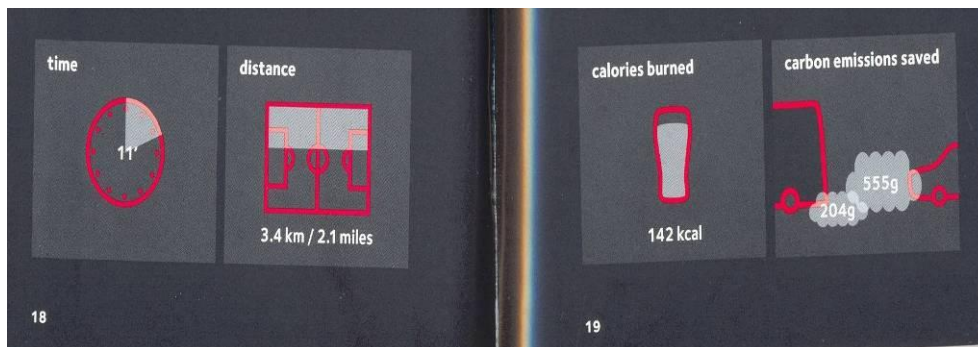 time
11'
distance
3.4 km / 2.1 miles
18
calories burned
142 kcal
carbon emissions saved
555g
204g
19